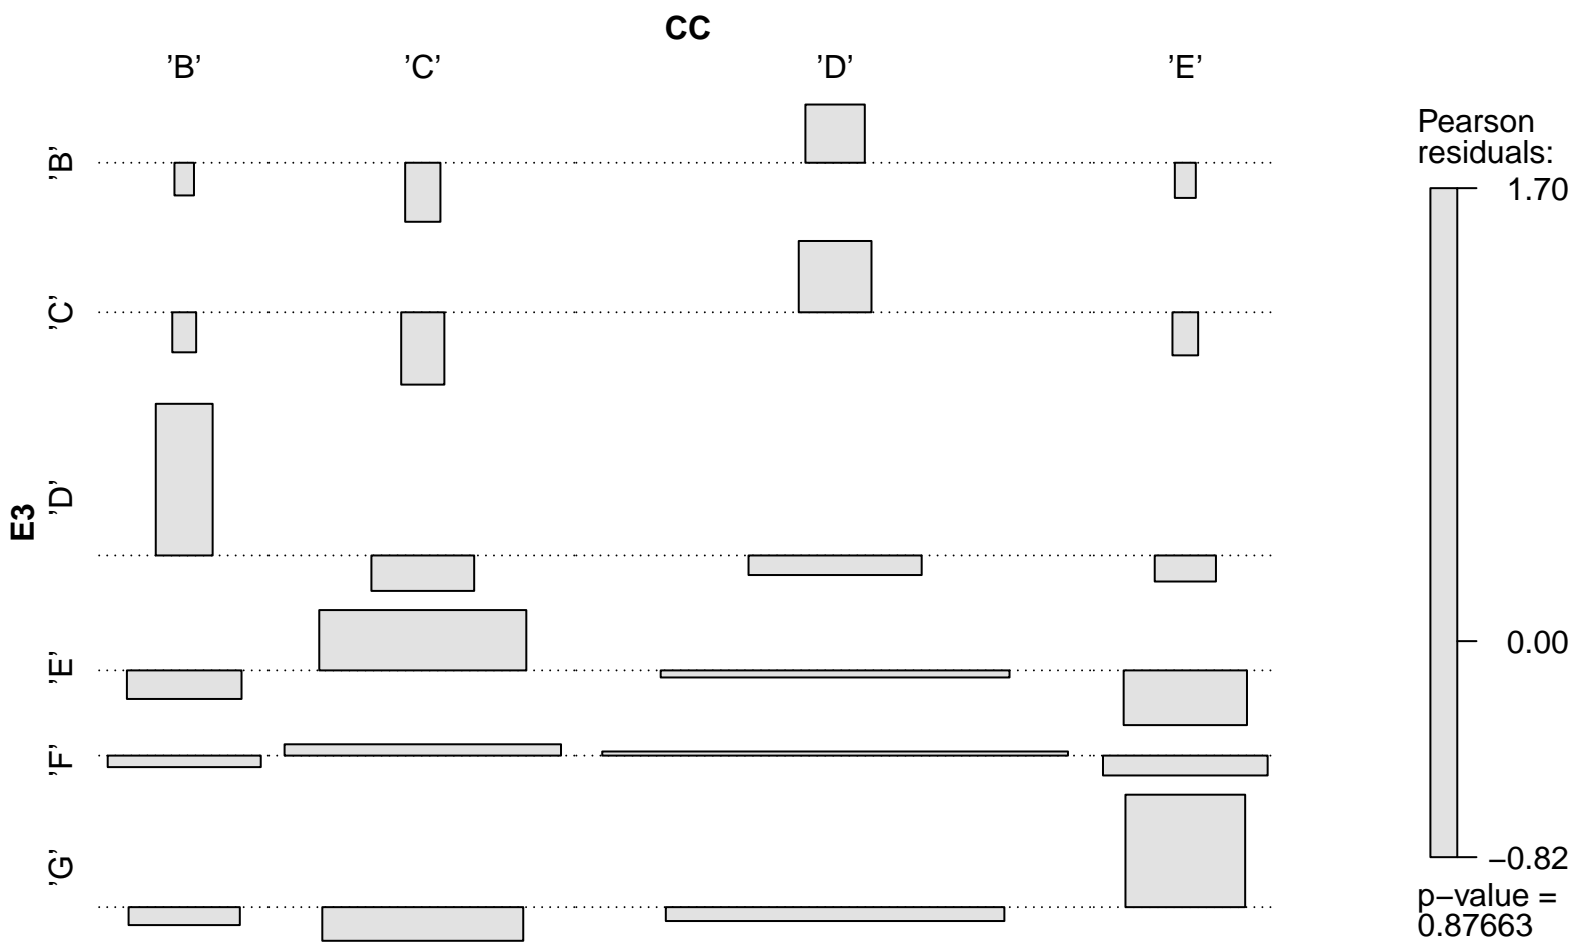 CC
’B’ ’C’ ’D’ ’E’
E3
’B’
’C’
’D’
’E’
’F’
’G’
Pearson
residuals:
1.70
0.00
−0.82
p−value =
0.87663